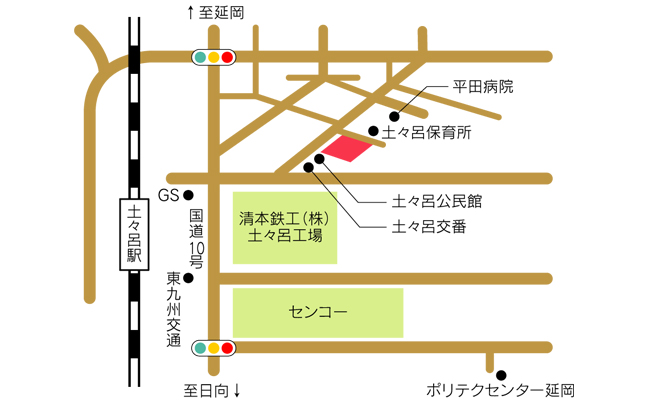 ↑至延岡
平田病院
土々呂保育所
土々呂公民館
土々呂交番
GS
国道10号
清本鉄工(株)
土々呂工場
土々呂駅
東九州交通
センコー
至日向↓
ポリテクセンター延岡